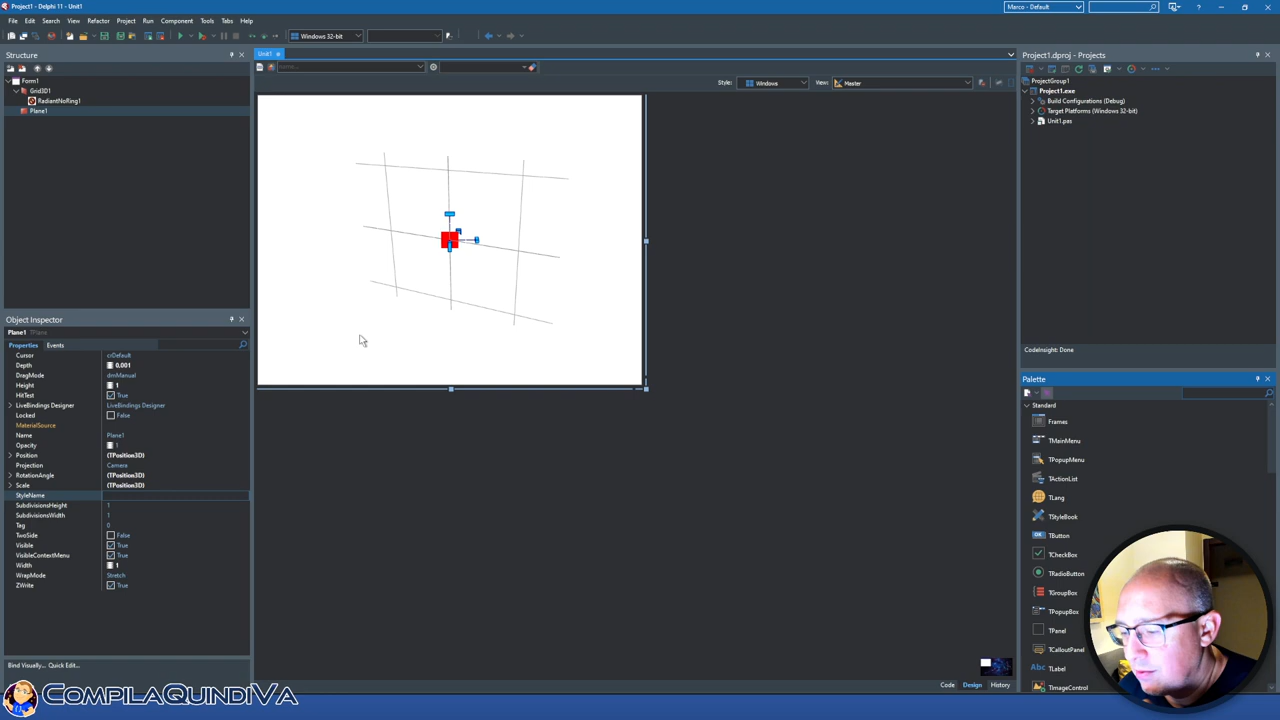 Project1 - Delphi 11 - Unit1
Marco - Default
File Edit Search View Refactor Project Run Component Tools Tabs Help
Windows 32-bit
Structure
Form1
Grid3D1
RadiantNoRing1
Plane1
Unit1
Style: Windows View: Master
Project1.dproj - Projects
ProjectGroup1
Project1.exe
Build Configurations (Debug)
Target Platforms (Windows 32-bit)
Unit1.pas
CodeInsight: Done
Object Inspector
Plane1 TPlane
Properties Events
Cursor crDefault
Depth 0,001
DragMode dmManual
Height 1
HitTest True
LiveBindings Designer LiveBindings Designer
Locked False
MaterialSource
Name Plane1
Opacity 1
Position (TPosition3D)
Projection Camera
RotationAngle (TPosition3D)
Scale (TPosition3D)
StyleName
SubdivisionsHeight 1
SubdivisionsWidth 1
Tag 0
TwoSide False
Visible True
VisibleContextMenu True
Width 1
WrapMode Stretch
ZWrite True
Bind Visually... Quick Edit...
Palette
Standard
Frames
TMainMenu
TPopupMenu
TActionList
TLang
TStyleBook
TButton
TCheckBox
TRadioButton
TGroupBox
TPopupBox
TPanel
TCalloutPanel
TLabel
TImageControl
Code Design History
CompilaQuindiVa